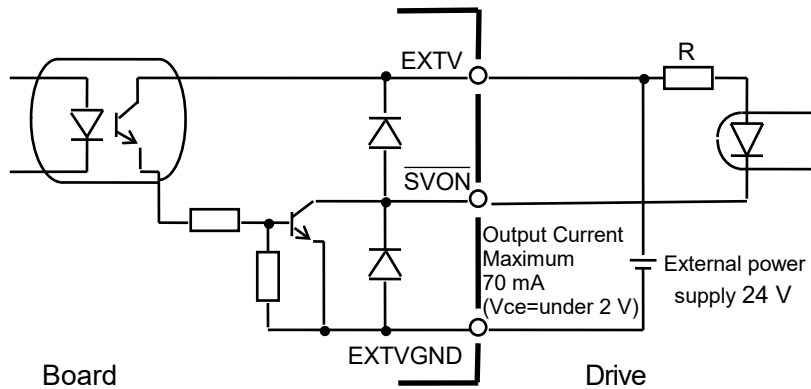 EXTV
R
SVON
Output Current
Maximum
70 mA
(Vce=under 2 V)
External power
supply 24 V
EXTVGND
Board
Drive